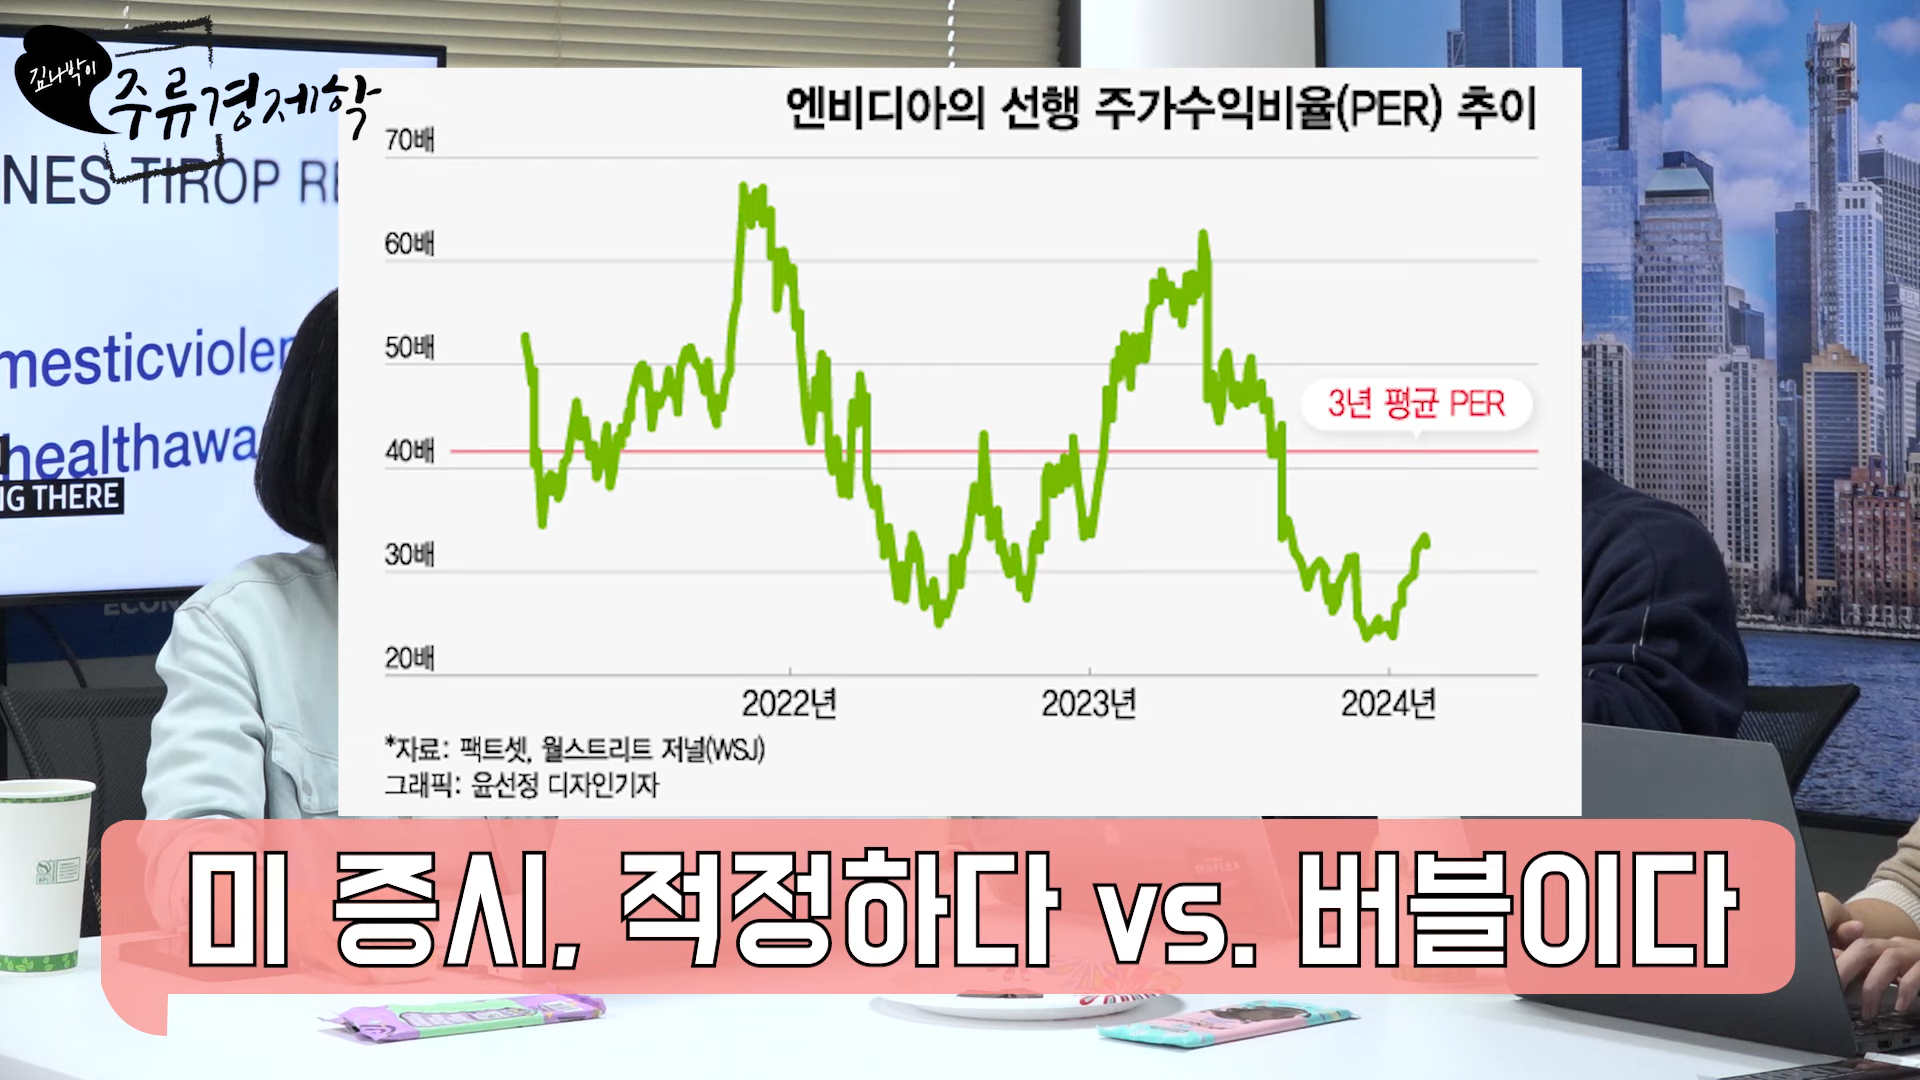 김나박이
주류경제학
NES TIROP RE
mesticviolen
healthawa
NG THERE
ECON
엔비디아의 선행 주가수익비율(PER) 추이
70배
60배
50배
40배
30배
20배
3년 평균 PER
2022년
2023년
2024년
*자료: 팩트셋, 월스트리트 저널(WSJ)
그래픽: 윤선정 디자인기자
미 증시, 적정하다 vs. 버블이다